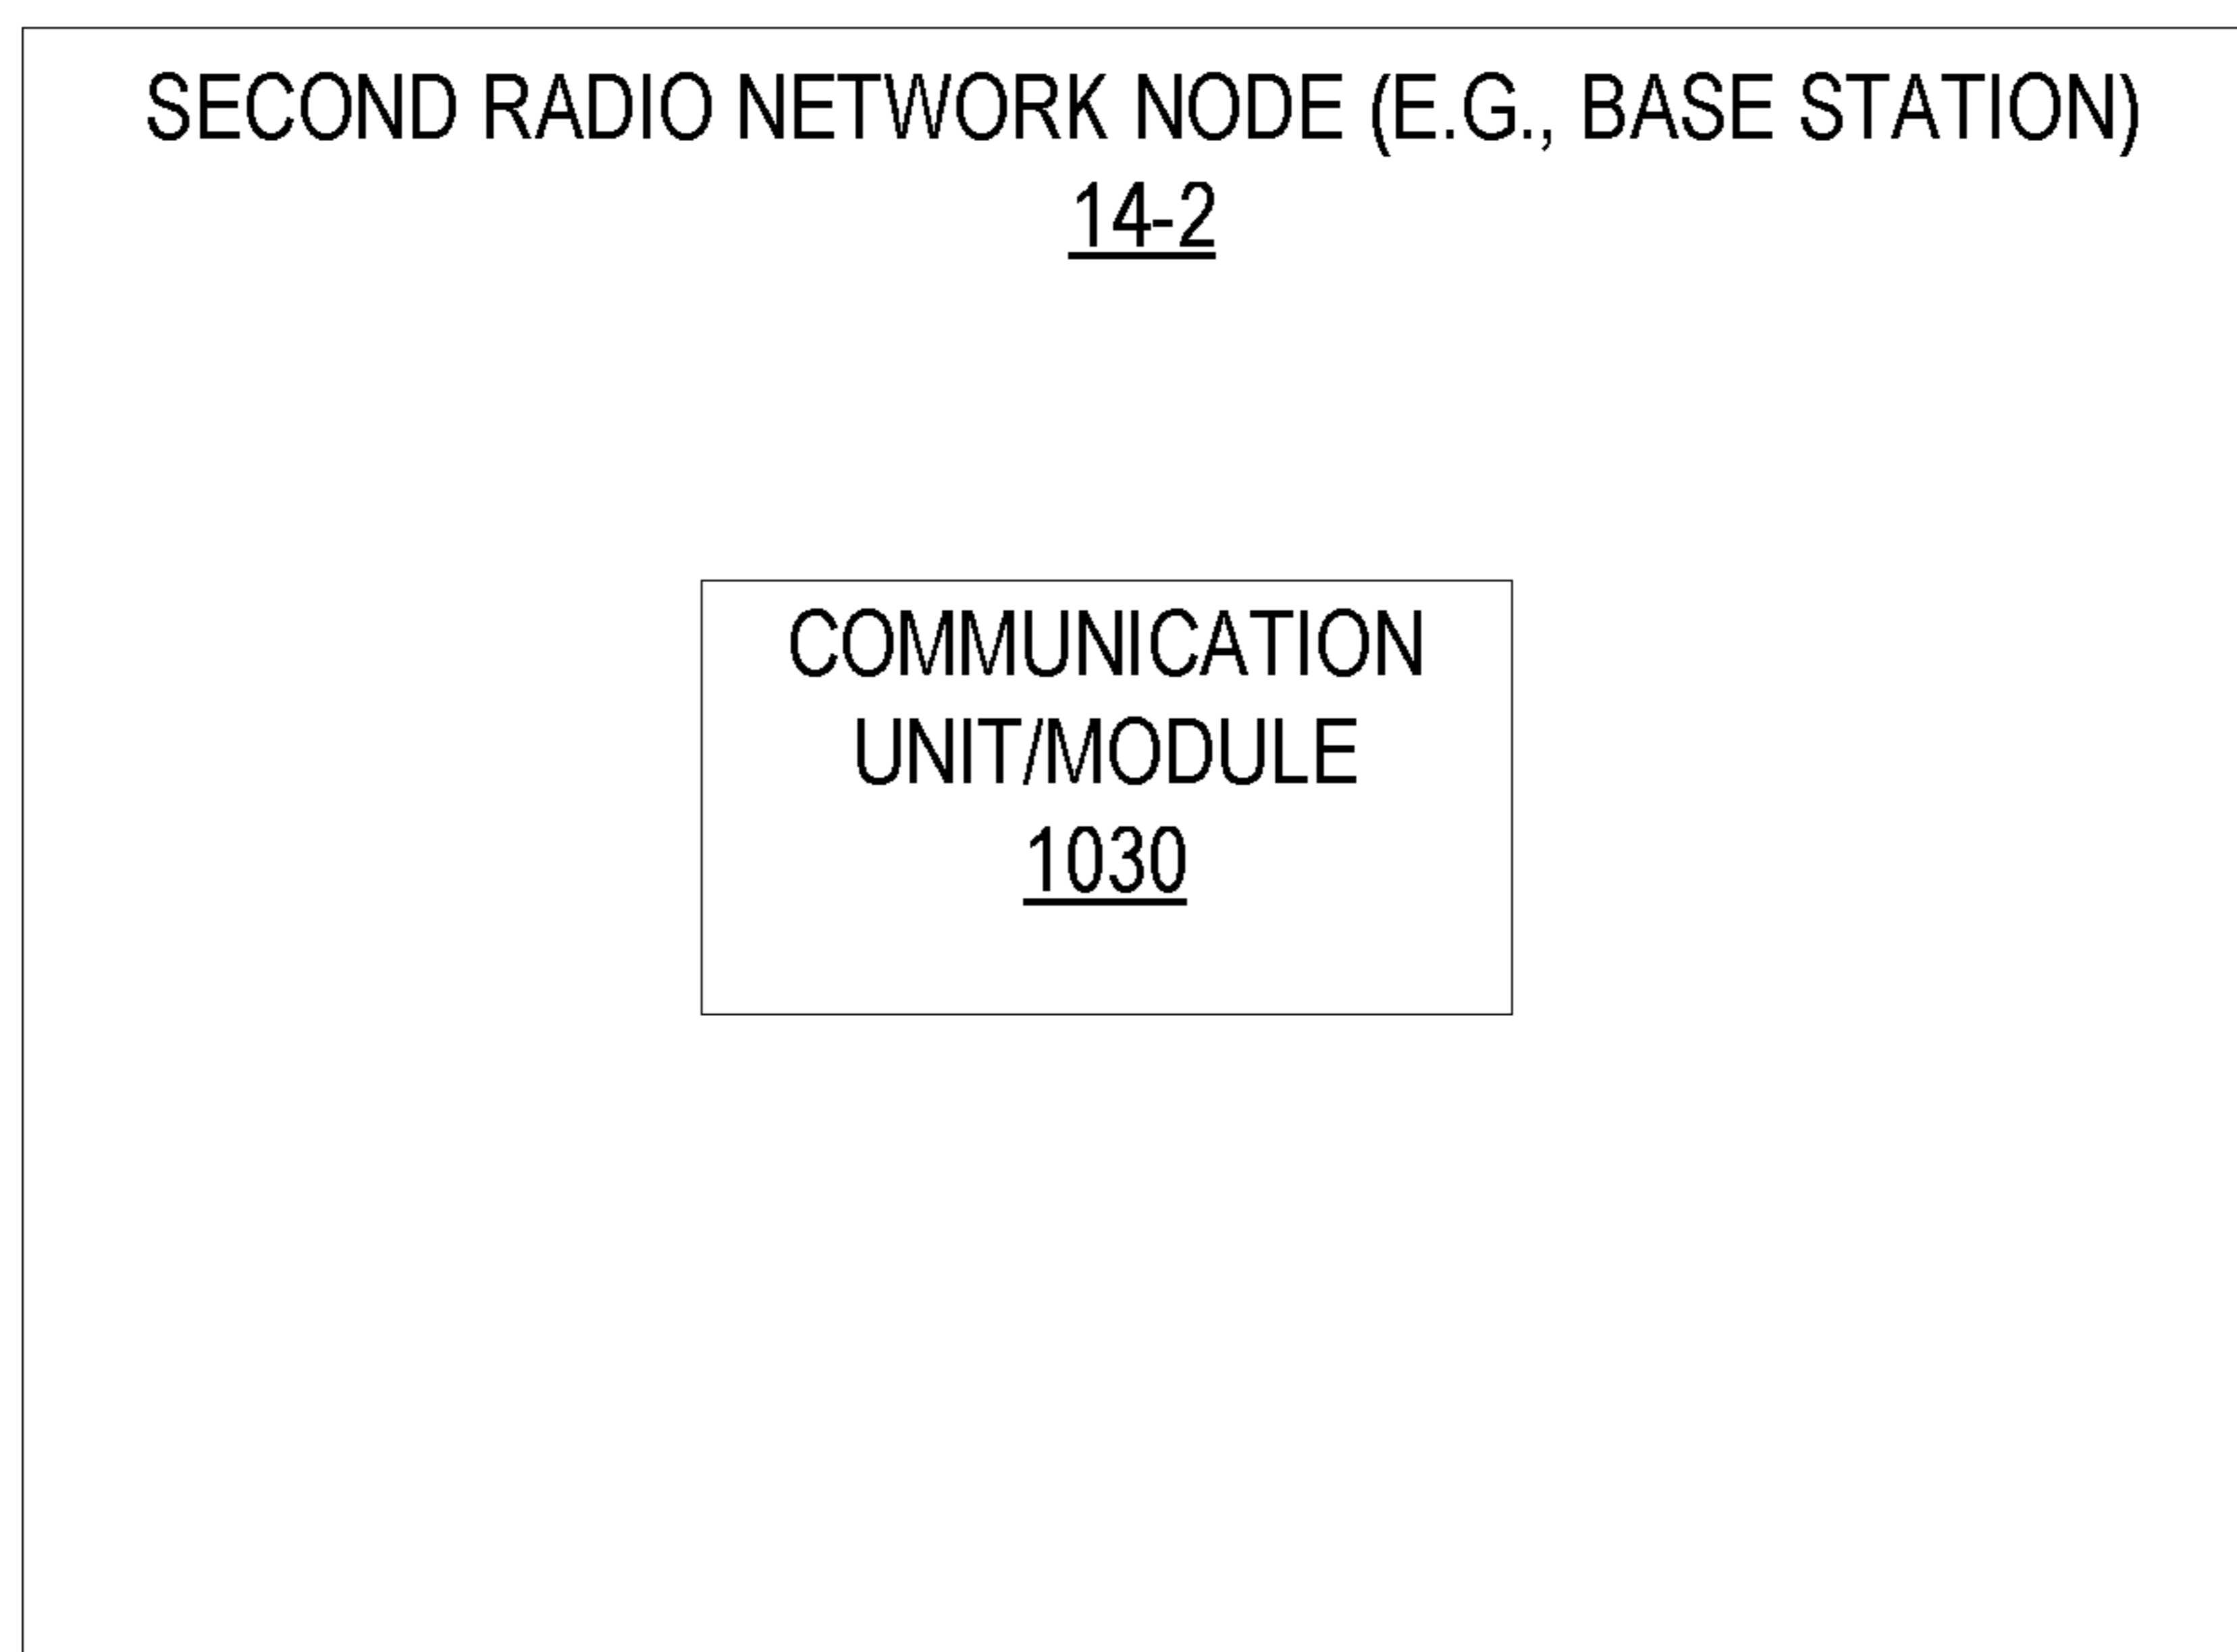 SECOND RADIO NETWORK NODE (E.G., BASE STATION)
14-2
COMMUNICATION
UNIT/MODULE
1030